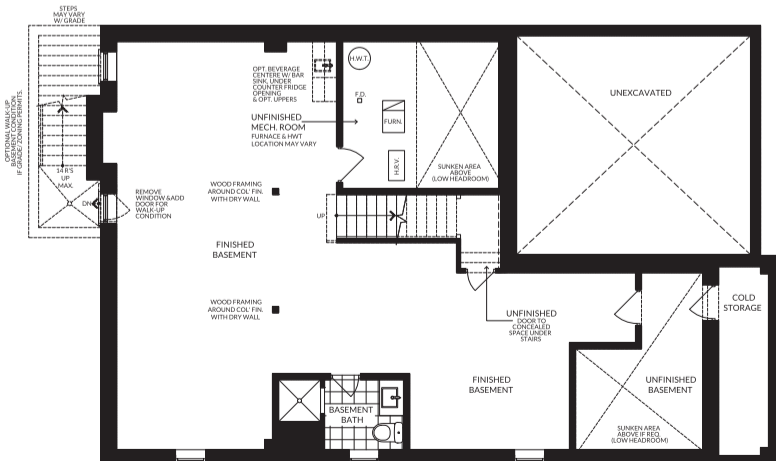 STEPS
MAY VARY
W/ GRADE
OPTIONAL WALK-UP
BASEMENT CONDITION
IF GRADE/ ZONING PERMITS.
14 R'S
UP
MAX.
DN
REMOVE
WINDOW &ADD
DOOR FOR
WALK-UP
CONDITION
OPT. BEVERAGE
CENTERE W/ BAR
SINK, UNDER
COUNTER FRIDGE
OPENING
& OPT. UPPERS
UNFINISHED
MECH. ROOM
FURNACE & HWT
LOCATION MAY VARY
H.W.T.
F.D.
FURN.
H.R.V.
SUNKEN AREA
ABOVE
(LOW HEADROOM)
UNEXCAVATED
WOOD FRAMING
AROUND COL' FIN.
WITH DRY WALL
UP
FINISHED
BASEMENT
WOOD FRAMING
AROUND COL' FIN.
WITH DRY WALL
UNFINISHED
DOOR TO
CONCEALED
SPACE UNDER
STAIRS
COLD
STORAGE
FINISHED
BASEMENT
UNFINISHED
BASEMENT
BASEMENT
BATH
SUNKEN AREA
ABOVE IF REQ.
(LOW HEADROOM)